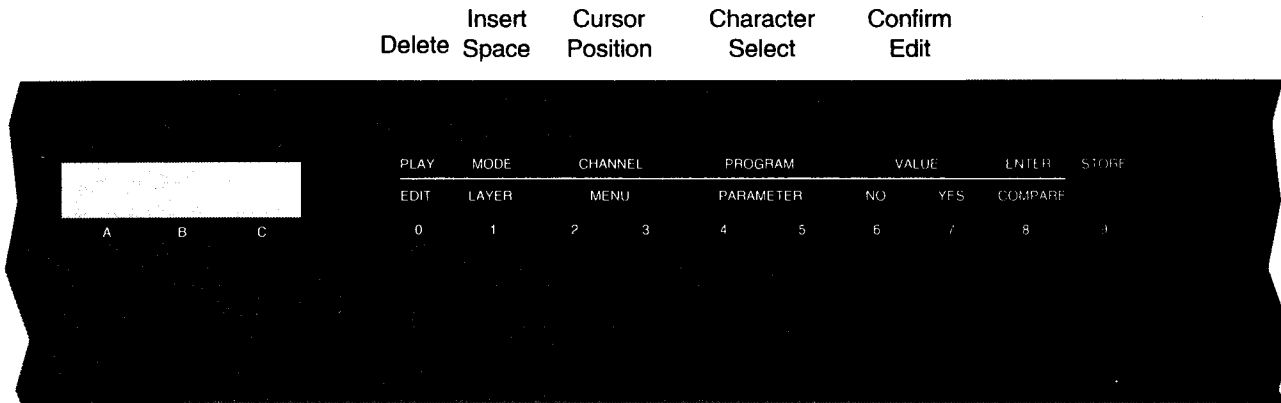 Insert Cursor Character Confirm
Delete Space Position Select Edit
PLAY MODE CHANNEL PROGRAM VALUE ENTER STORE
EDIT LAYER MENU PARAMETER NO YES COMPARE
A B C 0 1 2 3 4 5 6 7 8 9